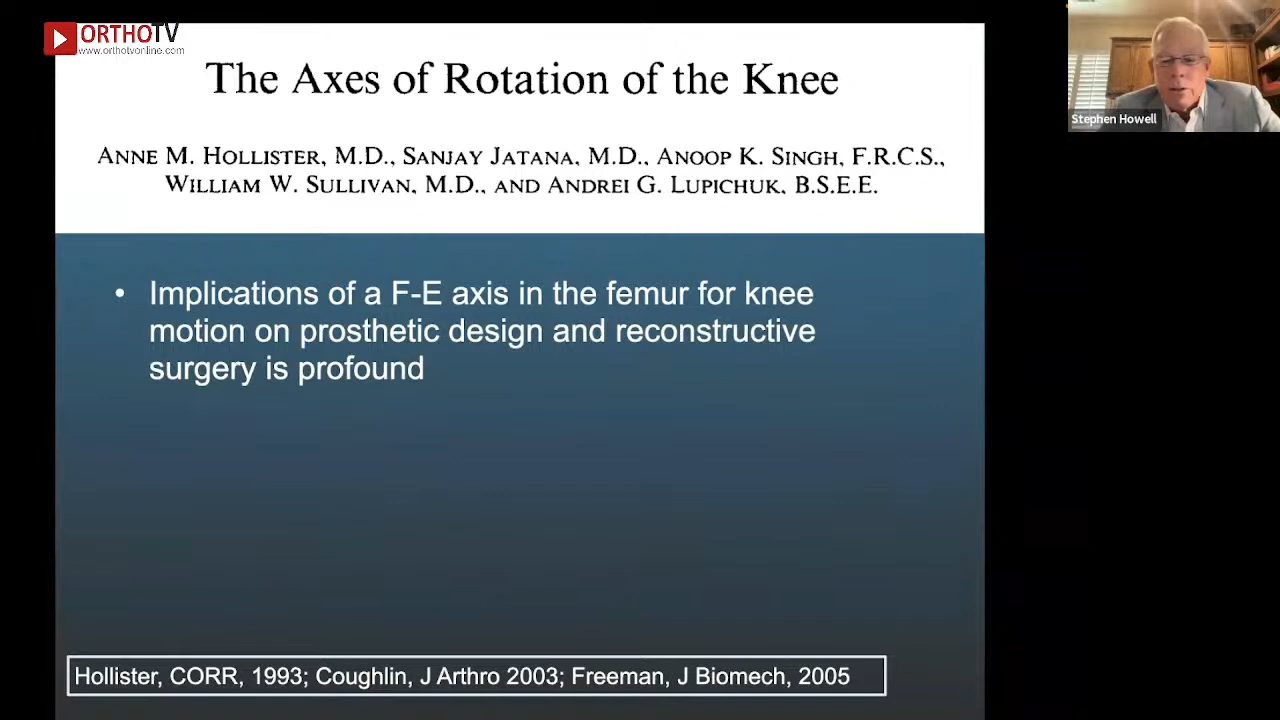 ORTHOTV
www.orthotvonline.com
The Axes of Rotation of the Knee
ANNE M. HOLLISTER, M.D., SANJAY JATANA, M.D., ANOOP K. SINGH, F.R.C.S.,
WILLIAM W. SULLIVAN, M.D., AND ANDREI G. LUPICHUK, B.S.E.E.
Stephen Howell
• Implications of a F-E axis in the femur for knee
motion on prosthetic design and reconstructive
surgery is profound
Hollister, CORR, 1993; Coughlin, J Arthro 2003; Freeman, J Biomech, 2005